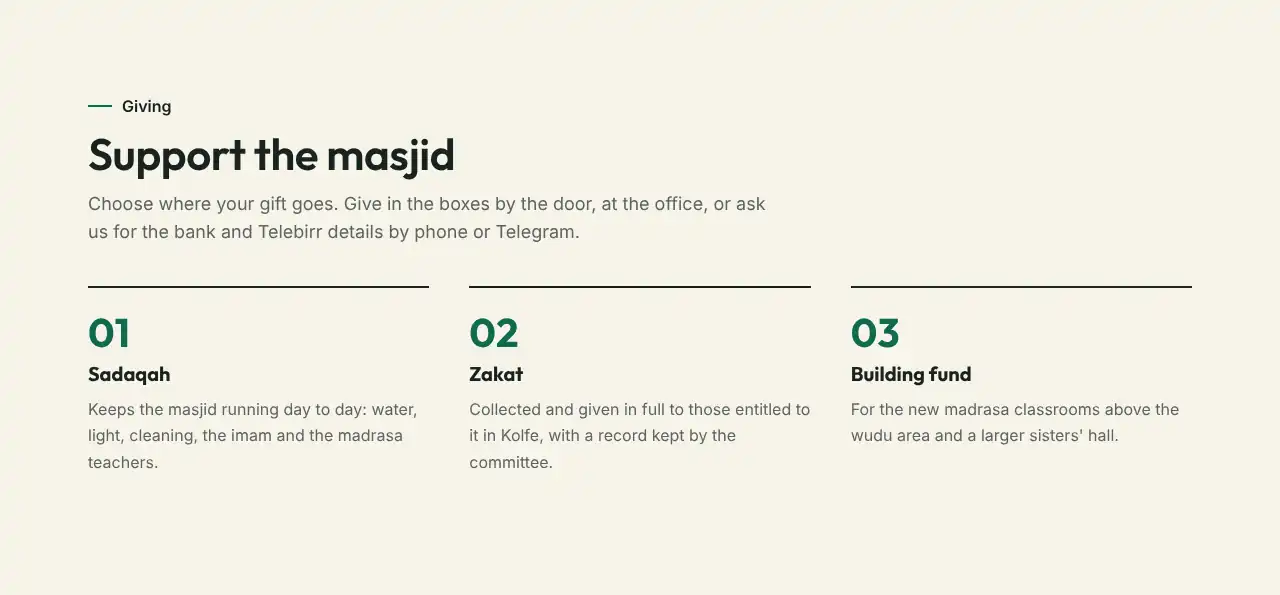 Giving
Support the masjid
Choose where your gift goes. Give in the boxes by the door, at the office, or ask
us for the bank and Telebirr details by phone or Telegram.
01
Sadaqah
Keeps the masjid running day to day: water,
light, cleaning, the imam and the madrasa
teachers.
02
Zakat
Collected and given in full to those entitled to
it in Kolfe, with a record kept by the
committee.
03
Building fund
For the new madrasa classrooms above the
wudu area and a larger sisters' hall.